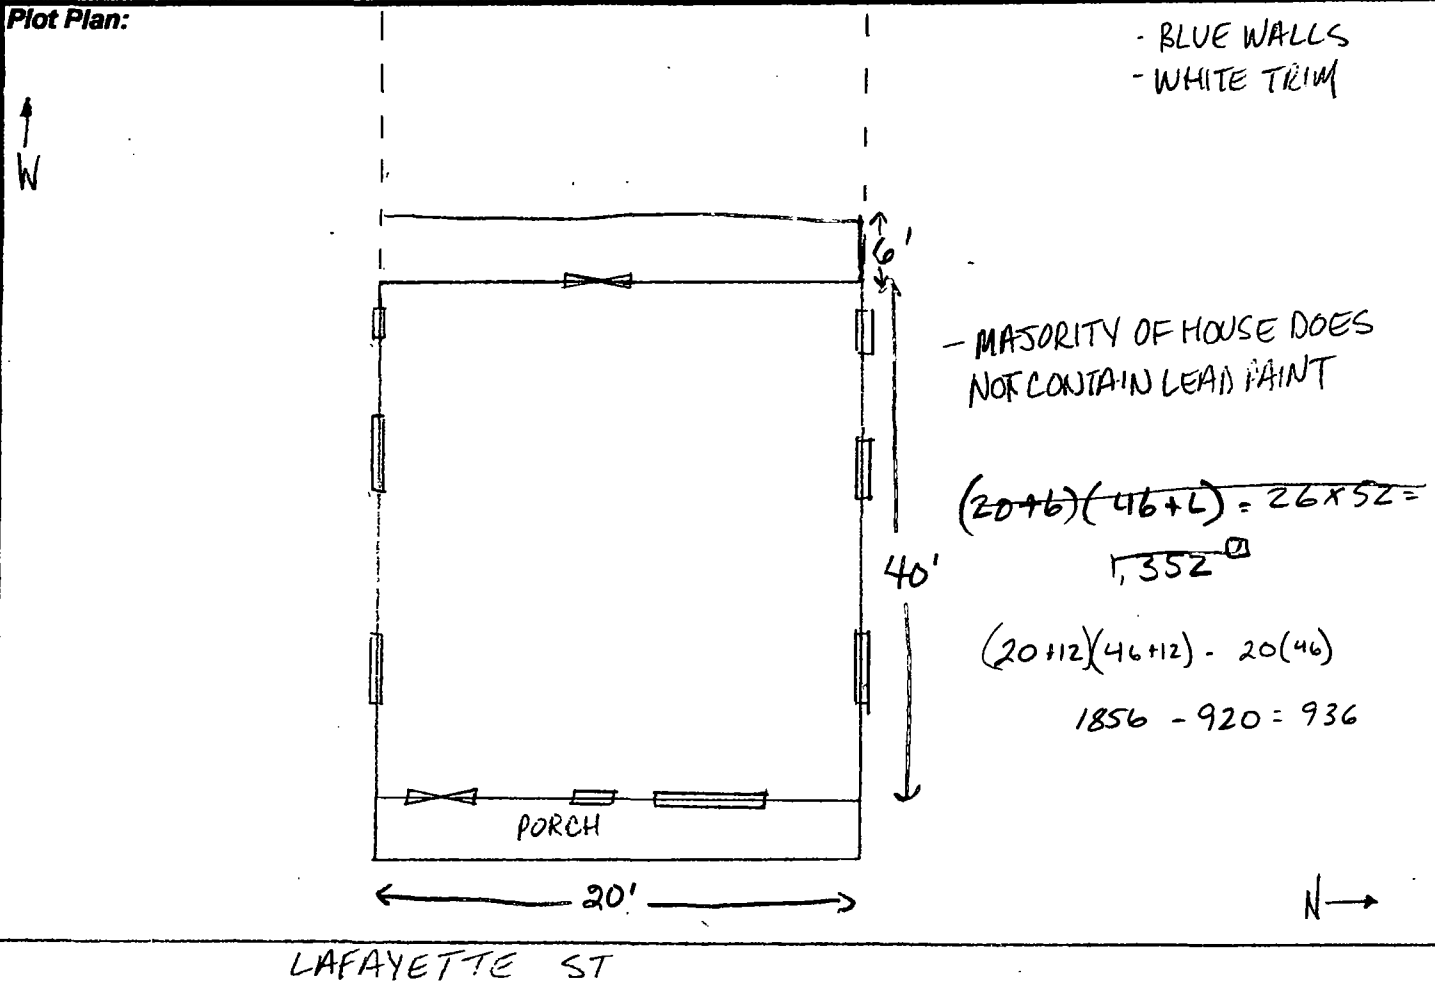 Plot Plan:
- BLUE WALLS
- WHITE TRIM
W
6'
- MAJORITY OF HOUSE DOES
NOT CONTAIN LEAD PAINT
(20+6)(46+6) = 26x52=
1,352
40'
(20+12)(46+12) - 20(46)
1856 - 920 = 936
PORCH
20'
N
LAFAYETTE ST